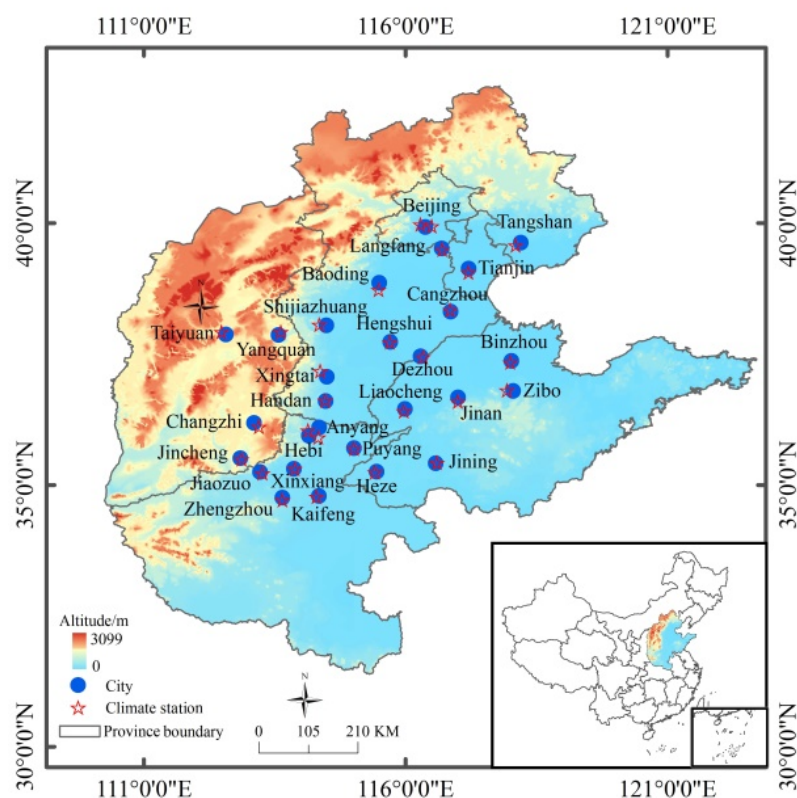 111°0'0"E 116°0'0"E 121°0'0"E
40°0'0"N 40°0'0"N
35°0'0"N 35°0'0"N
30°0'0"N 30°0'0"N
Beijing
Tangshan
Langfang
Baoding
Tianjin
Cangzhou
N
Shijiazhuang
Hengshui
Taiyuan
Yangquan
Binzhou
Dezhou
Xingtai
Liaocheng
Zibo
Handan
Jinan
Changzhi
Anyang
Hebi
Puyang
Jincheng
Jining
Jiaozuo
Xinxiang
Heze
Zhengzhou
Kaifeng
Altitude/m
3099
0
City
Climate station
Province boundary
N
0 105 210 KM
111°0'0"E 116°0'0"E 121°0'0"E